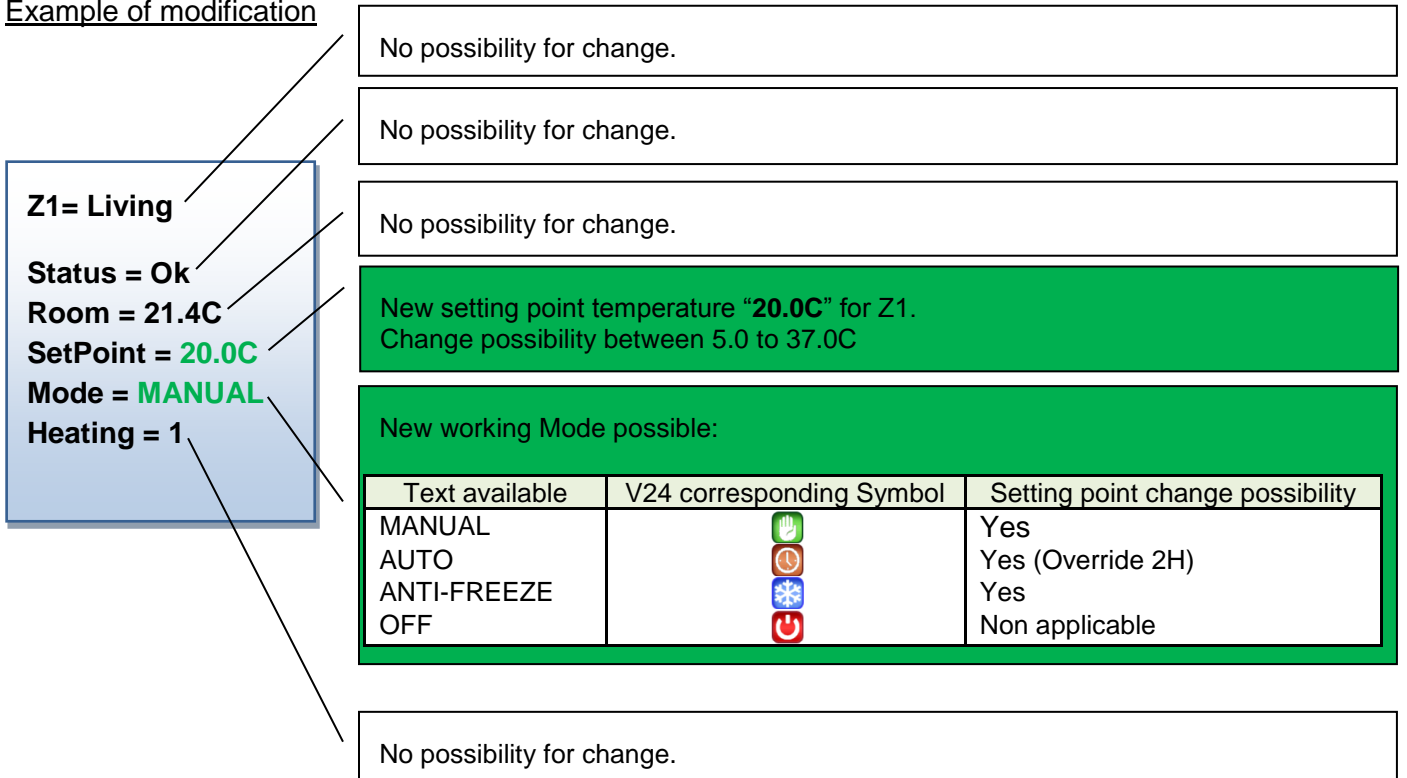 Example of modification
No possibility for change.
No possibility for change.
Z1= Living
No possibility for change.
Status = Ok
Room = 21.4C
SetPoint = 20.0C
Mode = MANUAL
Heating = 1
New setting point temperature “20.0C” for Z1.
Change possibility between 5.0 to 37.0C
New working Mode possible:
Text available V24 corresponding Symbol Setting point change possibility
MANUAL Yes
AUTO Yes (Override 2H)
ANTI-FREEZE Yes
OFF Non applicable
No possibility for change.